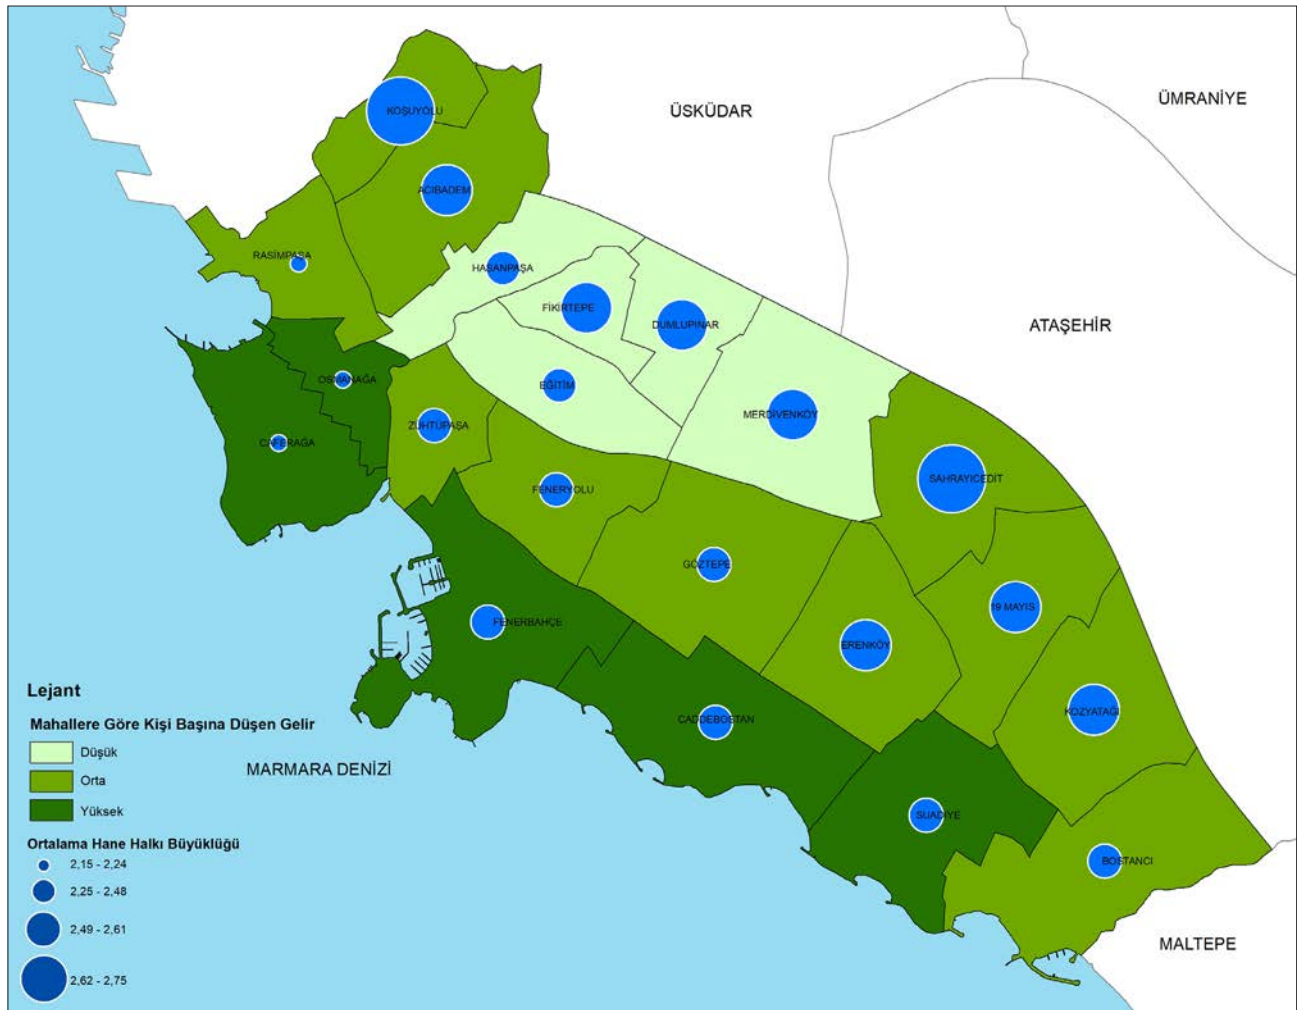 ÜMRANİYE
ÜSKÜDAR
KOŞUYOLU
ACIBADEM
RASİMPAŞA
HASANPAŞA
FİKİRTEPE
DUMLUPINAR
ATAŞEHİR
OSMANAĞA
EĞİTİM
MERDİVENKÖY
CAFERAĞA
ZÜHTÜPAŞA
SAHRAYICEDİT
FENERYOLU
GÖZTEPE
19 MAYIS
FENERBAHÇE
ERENKÖY
KOZYATAĞI
CADDEBOSTAN
MARMARA DENİZİ
SUADİYE
BOSTANCI
MALTEPE
Lejant
Mahallere Göre Kişi Başına Düşen Gelir
Düşük
Orta
Yüksek
Ortalama Hane Halkı Büyüklüğü
2,15 - 2,24
2,25 - 2,48
2,49 - 2,61
2,62 - 2,75